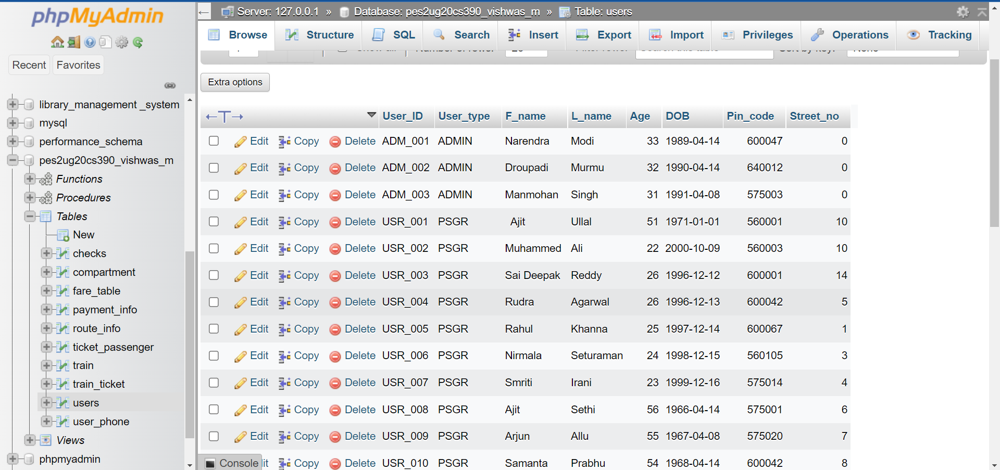 phpMyAdmin
Recent Favorites
library_management _system
mysql
performance_schema
pes2ug20cs390_vishwas_m
Functions
Procedures
Tables
New
checks
compartment
fare_table
payment_info
route_info
ticket_passenger
train
train_ticket
users
user_phone
Views
phpmyadmin
← Server: 127.0.0.1 » Database: pes2ug20cs390_vishwas_m » Table: users
Browse Structure SQL Search Insert Export Import Privileges Operations Tracking
Extra options
←T→ User_ID User_type F_name L_name Age DOB Pin_code Street_no
Edit Copy Delete ADM_001 ADMIN Narendra Modi 33 1989-04-14 600047 0
Edit Copy Delete ADM_002 ADMIN Droupadi Murmu 32 1990-04-14 640012 0
Edit Copy Delete ADM_003 ADMIN Manmohan Singh 31 1991-04-08 575003 0
Edit Copy Delete USR_001 PSGR Ajit Ullal 51 1971-01-01 560001 10
Edit Copy Delete USR_002 PSGR Muhammed Ali 22 2000-10-09 560003 10
Edit Copy Delete USR_003 PSGR Sai Deepak Reddy 26 1996-12-12 600001 14
Edit Copy Delete USR_004 PSGR Rudra Agarwal 26 1996-12-13 600042 5
Edit Copy Delete USR_005 PSGR Rahul Khanna 25 1997-12-14 600067 1
Edit Copy Delete USR_006 PSGR Nirmala Seturaman 24 1998-12-15 560105 3
Edit Copy Delete USR_007 PSGR Smriti Irani 23 1999-12-16 575014 4
Edit Copy Delete USR_008 PSGR Ajit Sethi 56 1966-04-14 575001 6
Edit Copy Delete USR_009 PSGR Arjun Allu 55 1967-04-08 575020 7
Console Copy Delete USR_010 PSGR Samanta Prabhu 54 1968-04-14 600042 8